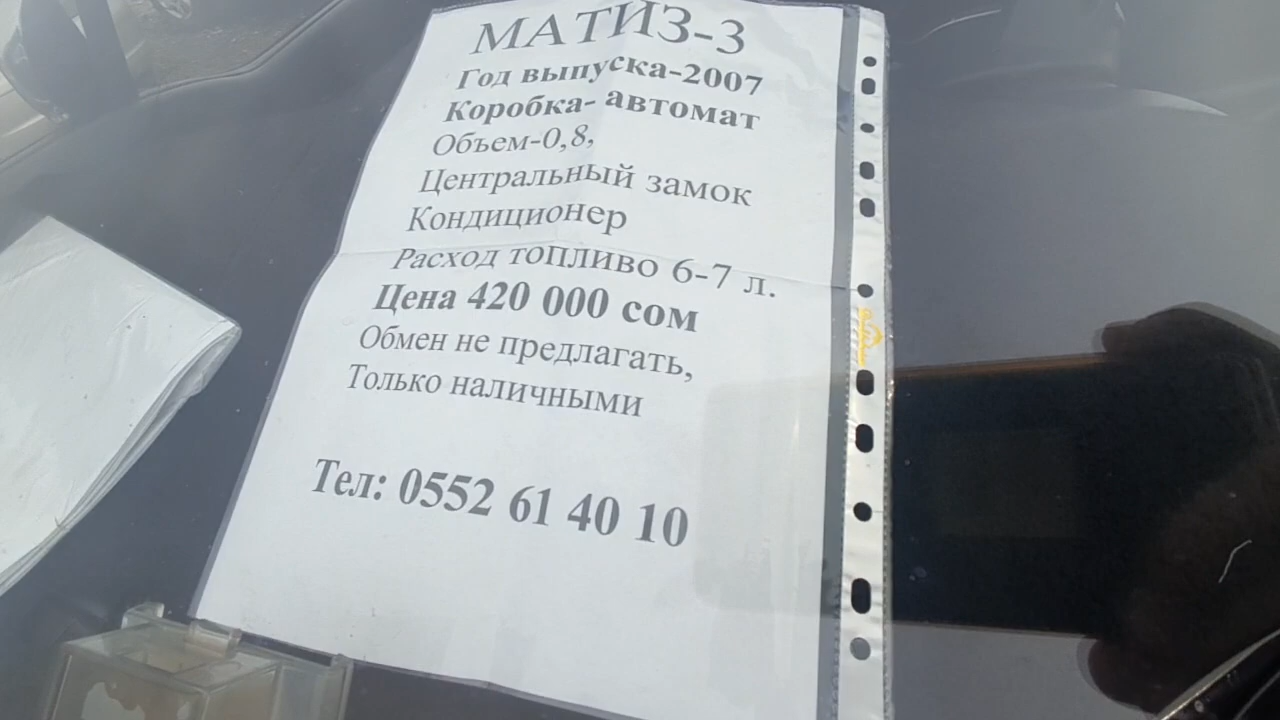 МАТИЗ-3
Год выпуска-2007
Коробка- автомат
Объем-0,8,
Центральный замок
Кондиционер
Расход топливо 6-7 л.
Цена 420 000 сом
Обмен не предлагать,
Только наличными
Тел: 0552 61 40 10